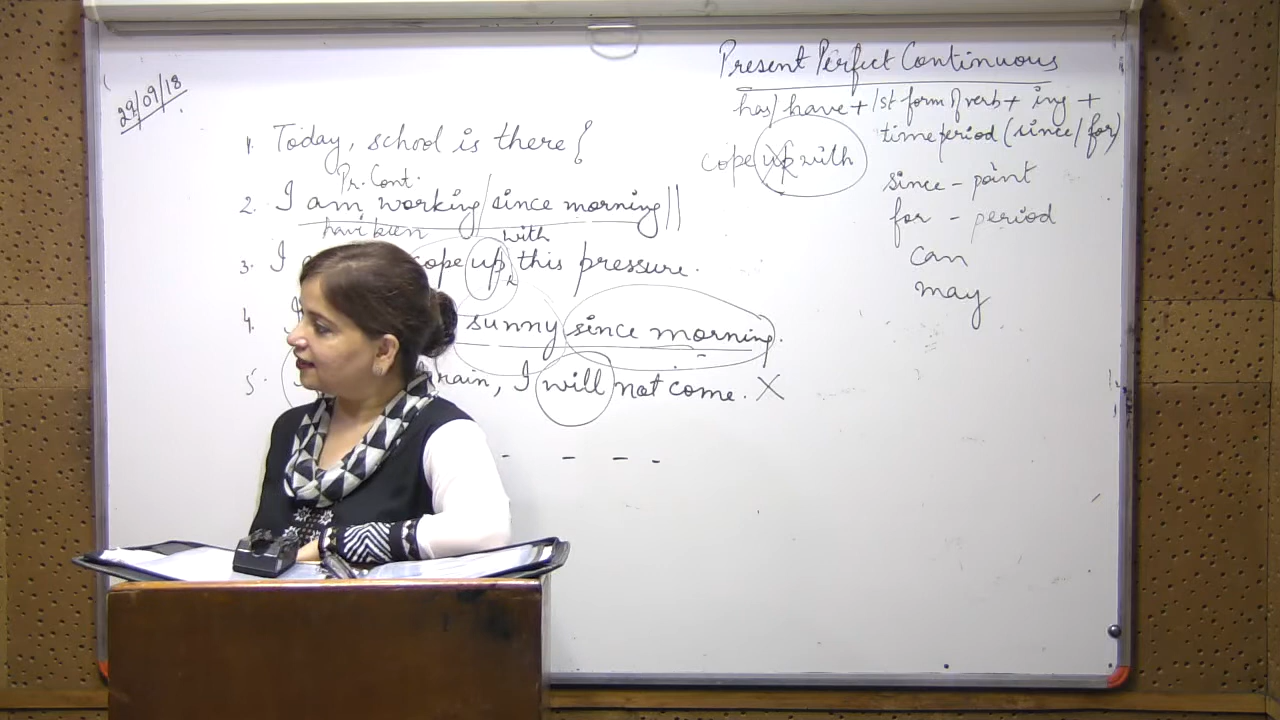 29/09/18
Present Perfect Continuous
has/have + 1st form of verb + ing +
time period (since/for)
1. Today, school is there {
cope up with
since - point
Pr. Cont.
2. I am working / since morning ||
have been
for - period
with
3. I cope up, this pressure.
can
may
4. sunny since morning.
5. rain, I will not come. X